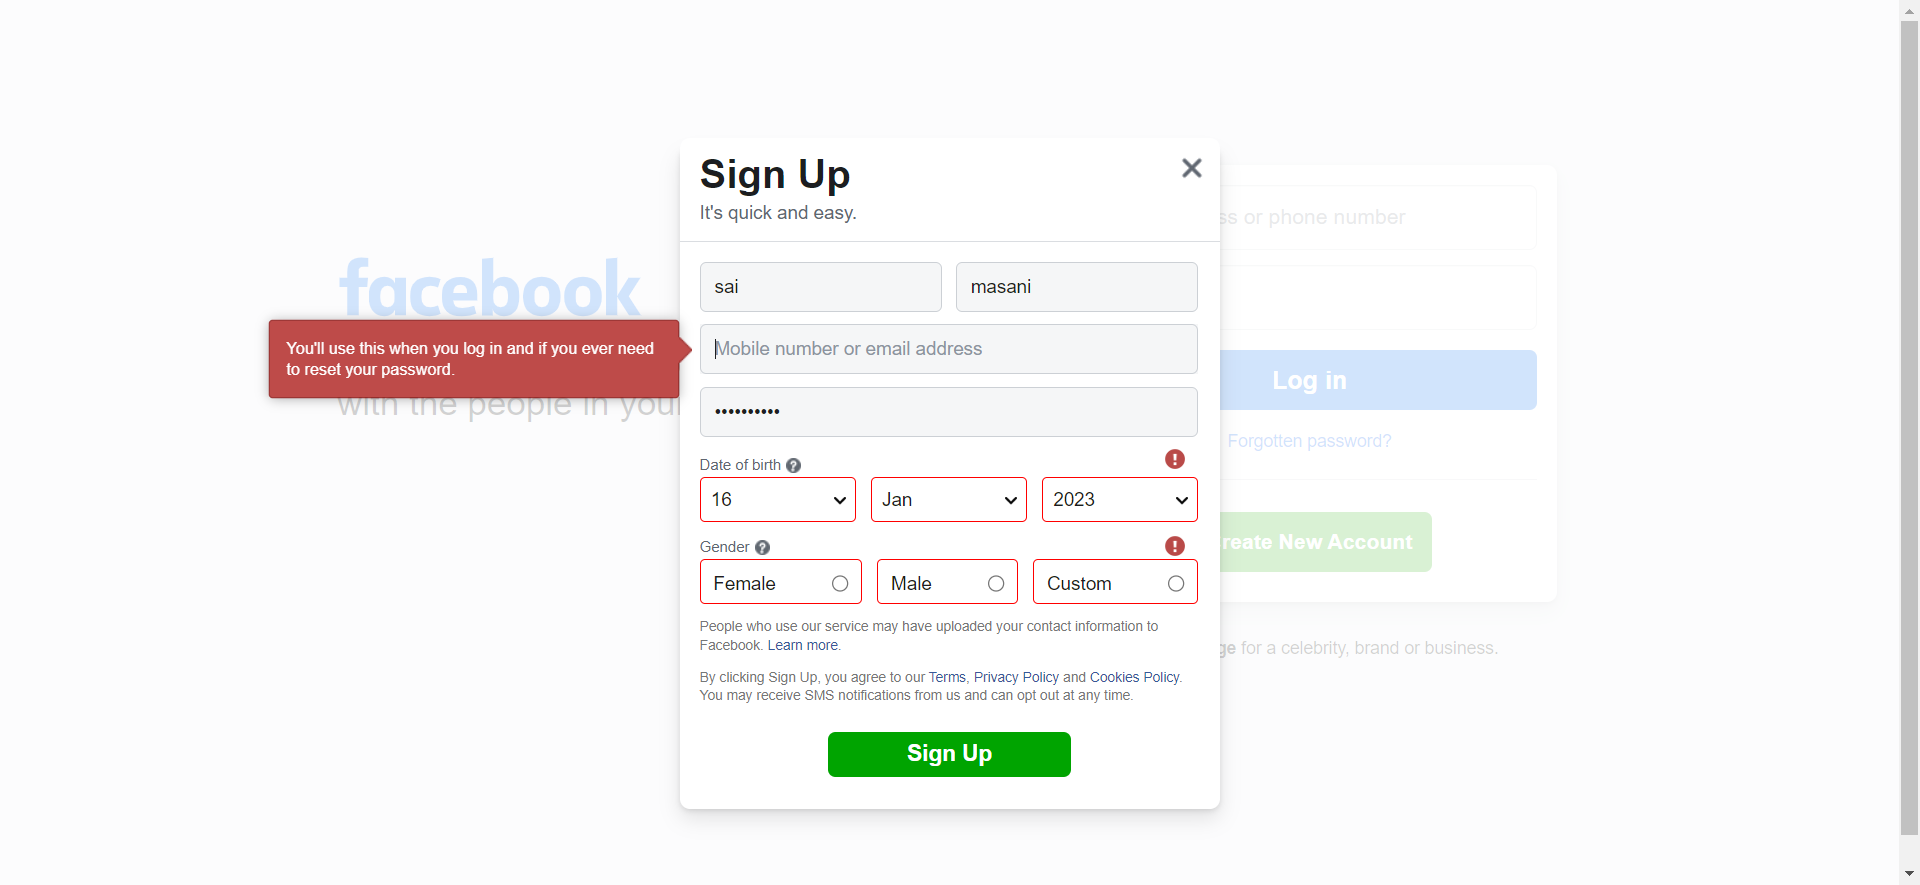 Sign Up
It's quick and easy.
facebook
with the people in your
You'll use this when you log in and if you ever need
to reset your password.
sai
masani
Mobile number or email address
••••••••••
Date of birth ?
!
16
Jan
2023
Gender ?
!
Female
Male
Custom
People who use our service may have uploaded your contact information to
Facebook. Learn more.
By clicking Sign Up, you agree to our Terms, Privacy Policy and Cookies Policy.
You may receive SMS notifications from us and can opt out at any time.
Sign Up
ss or phone number
Log in
Forgotten password?
reate New Account
ge for a celebrity, brand or business.